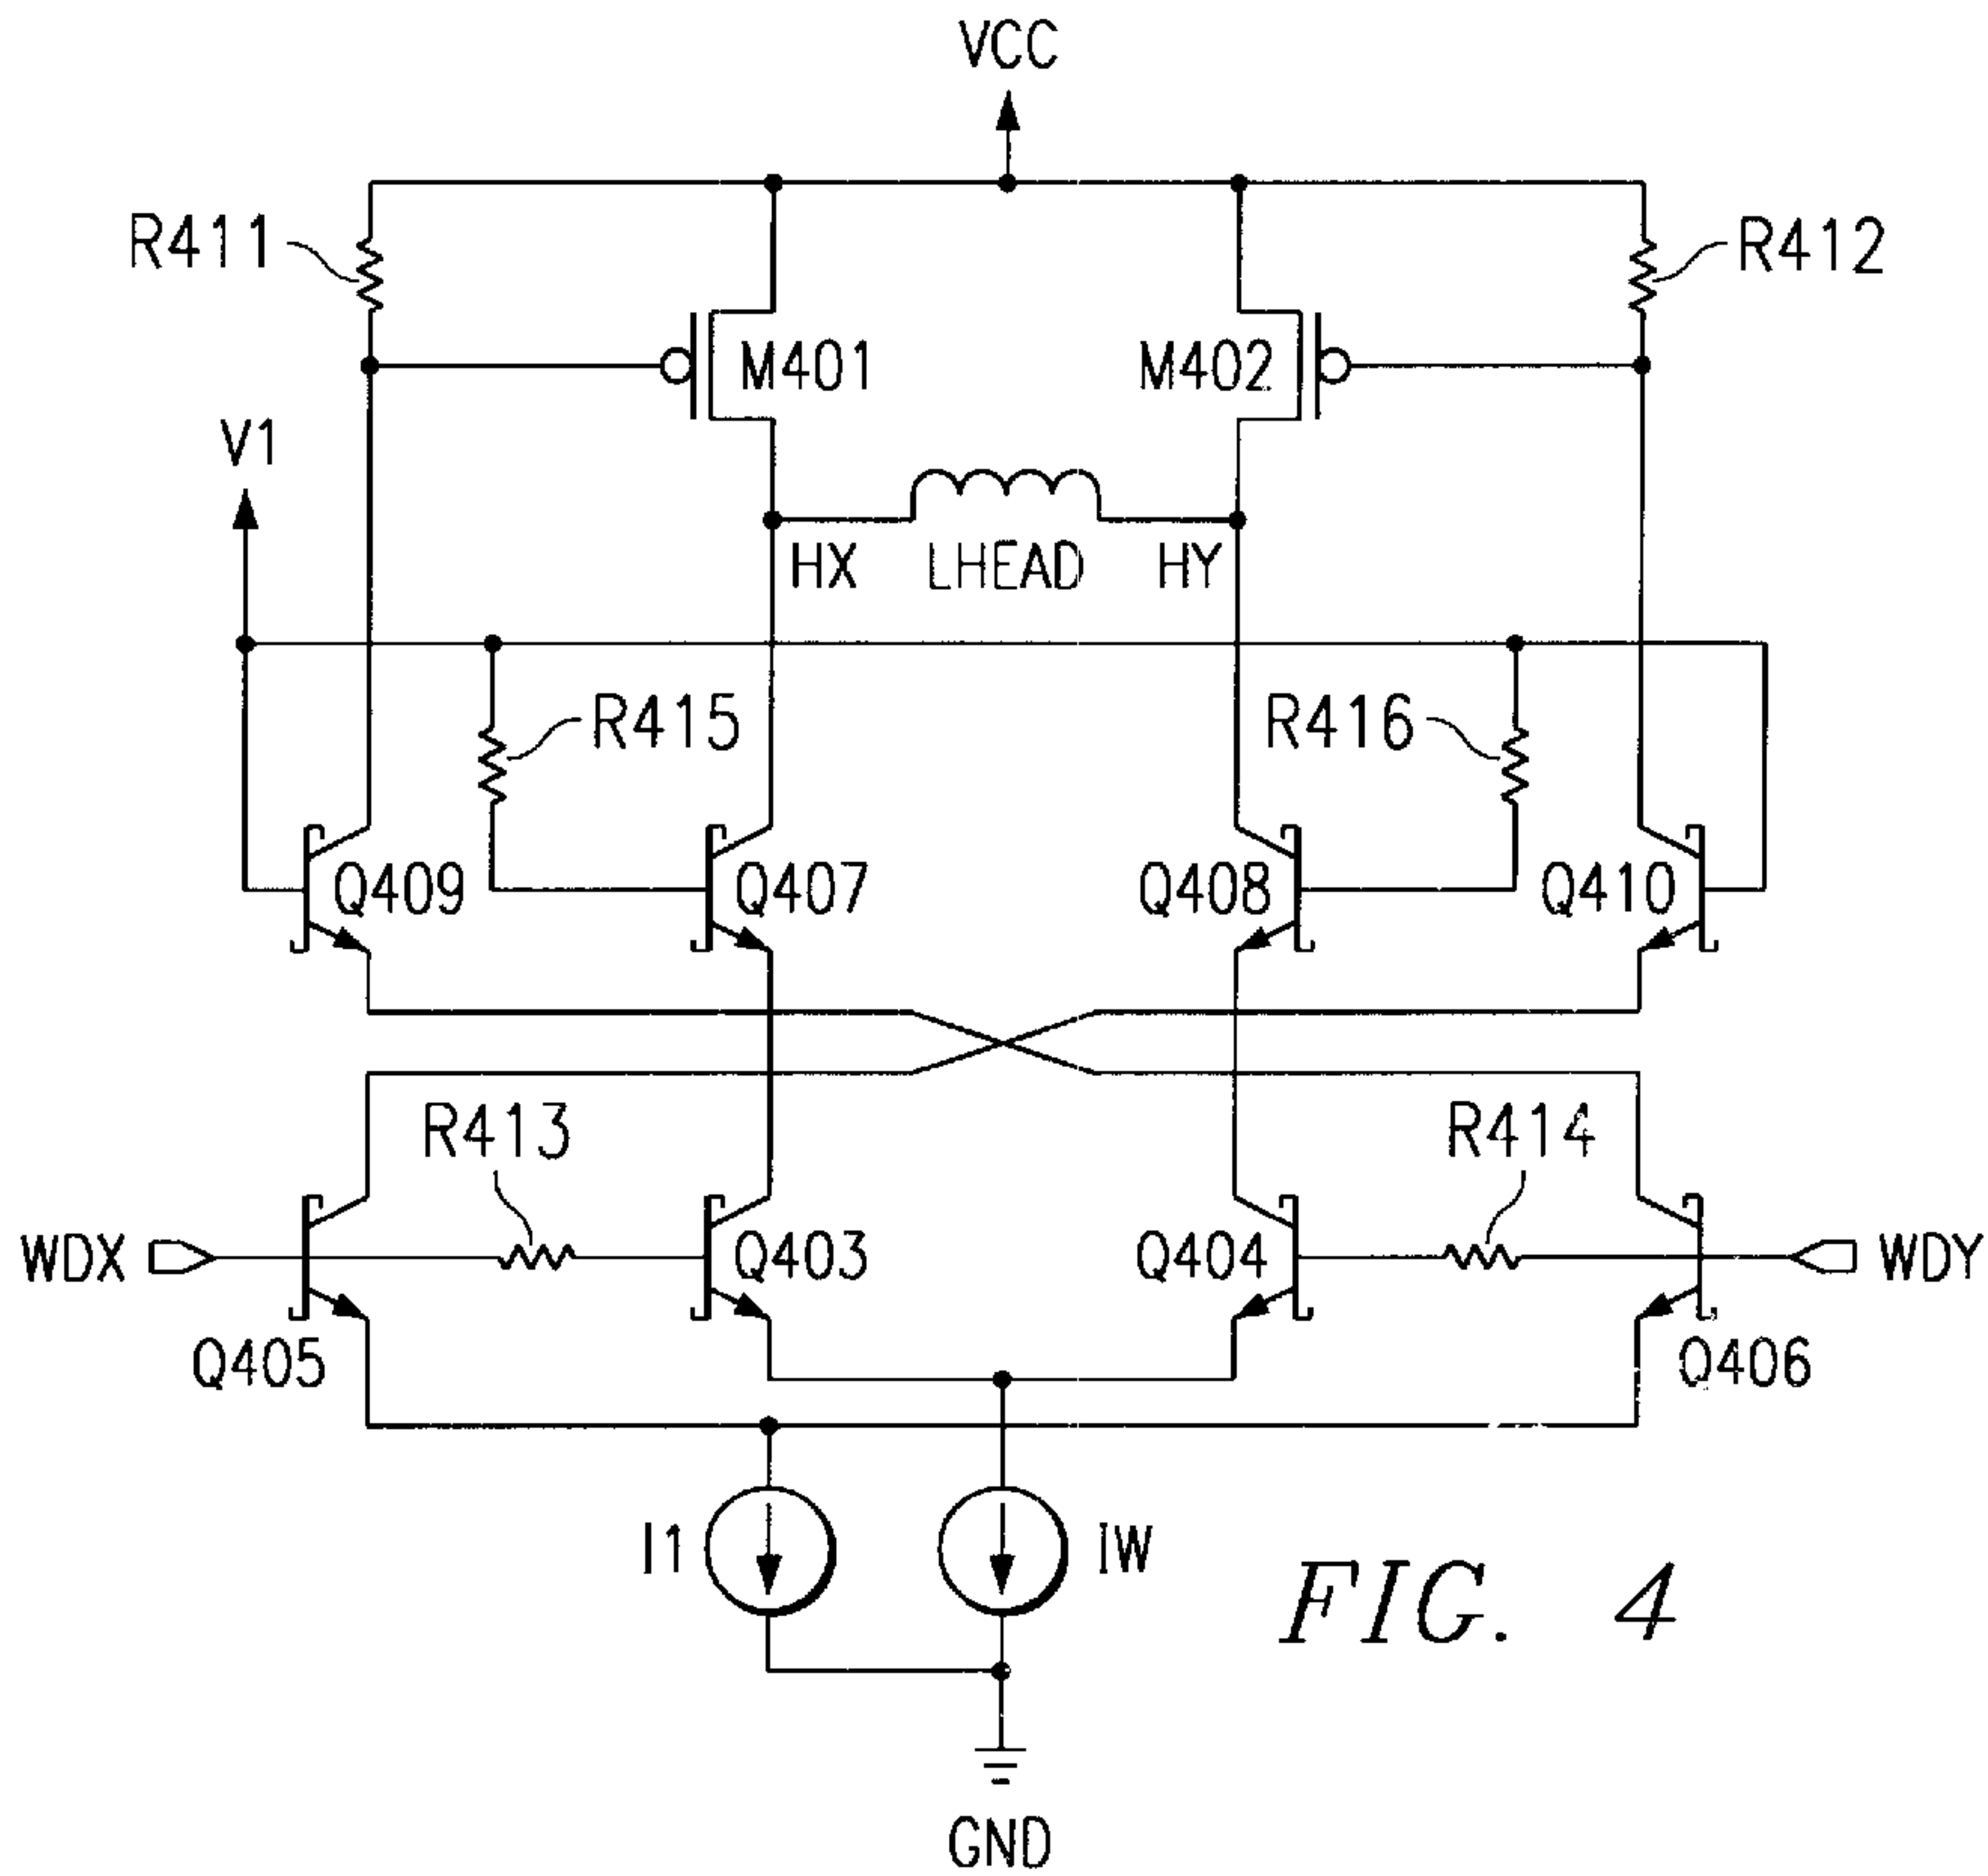 VCC
R411
R412
M401
M402
V1
HX
LHEAD
HY
R415
R416
Q409
Q407
Q408
Q410
R413
R414
WDX
Q403
Q404
WDY
Q405
Q406
I1
IW
FIG. 4
GND